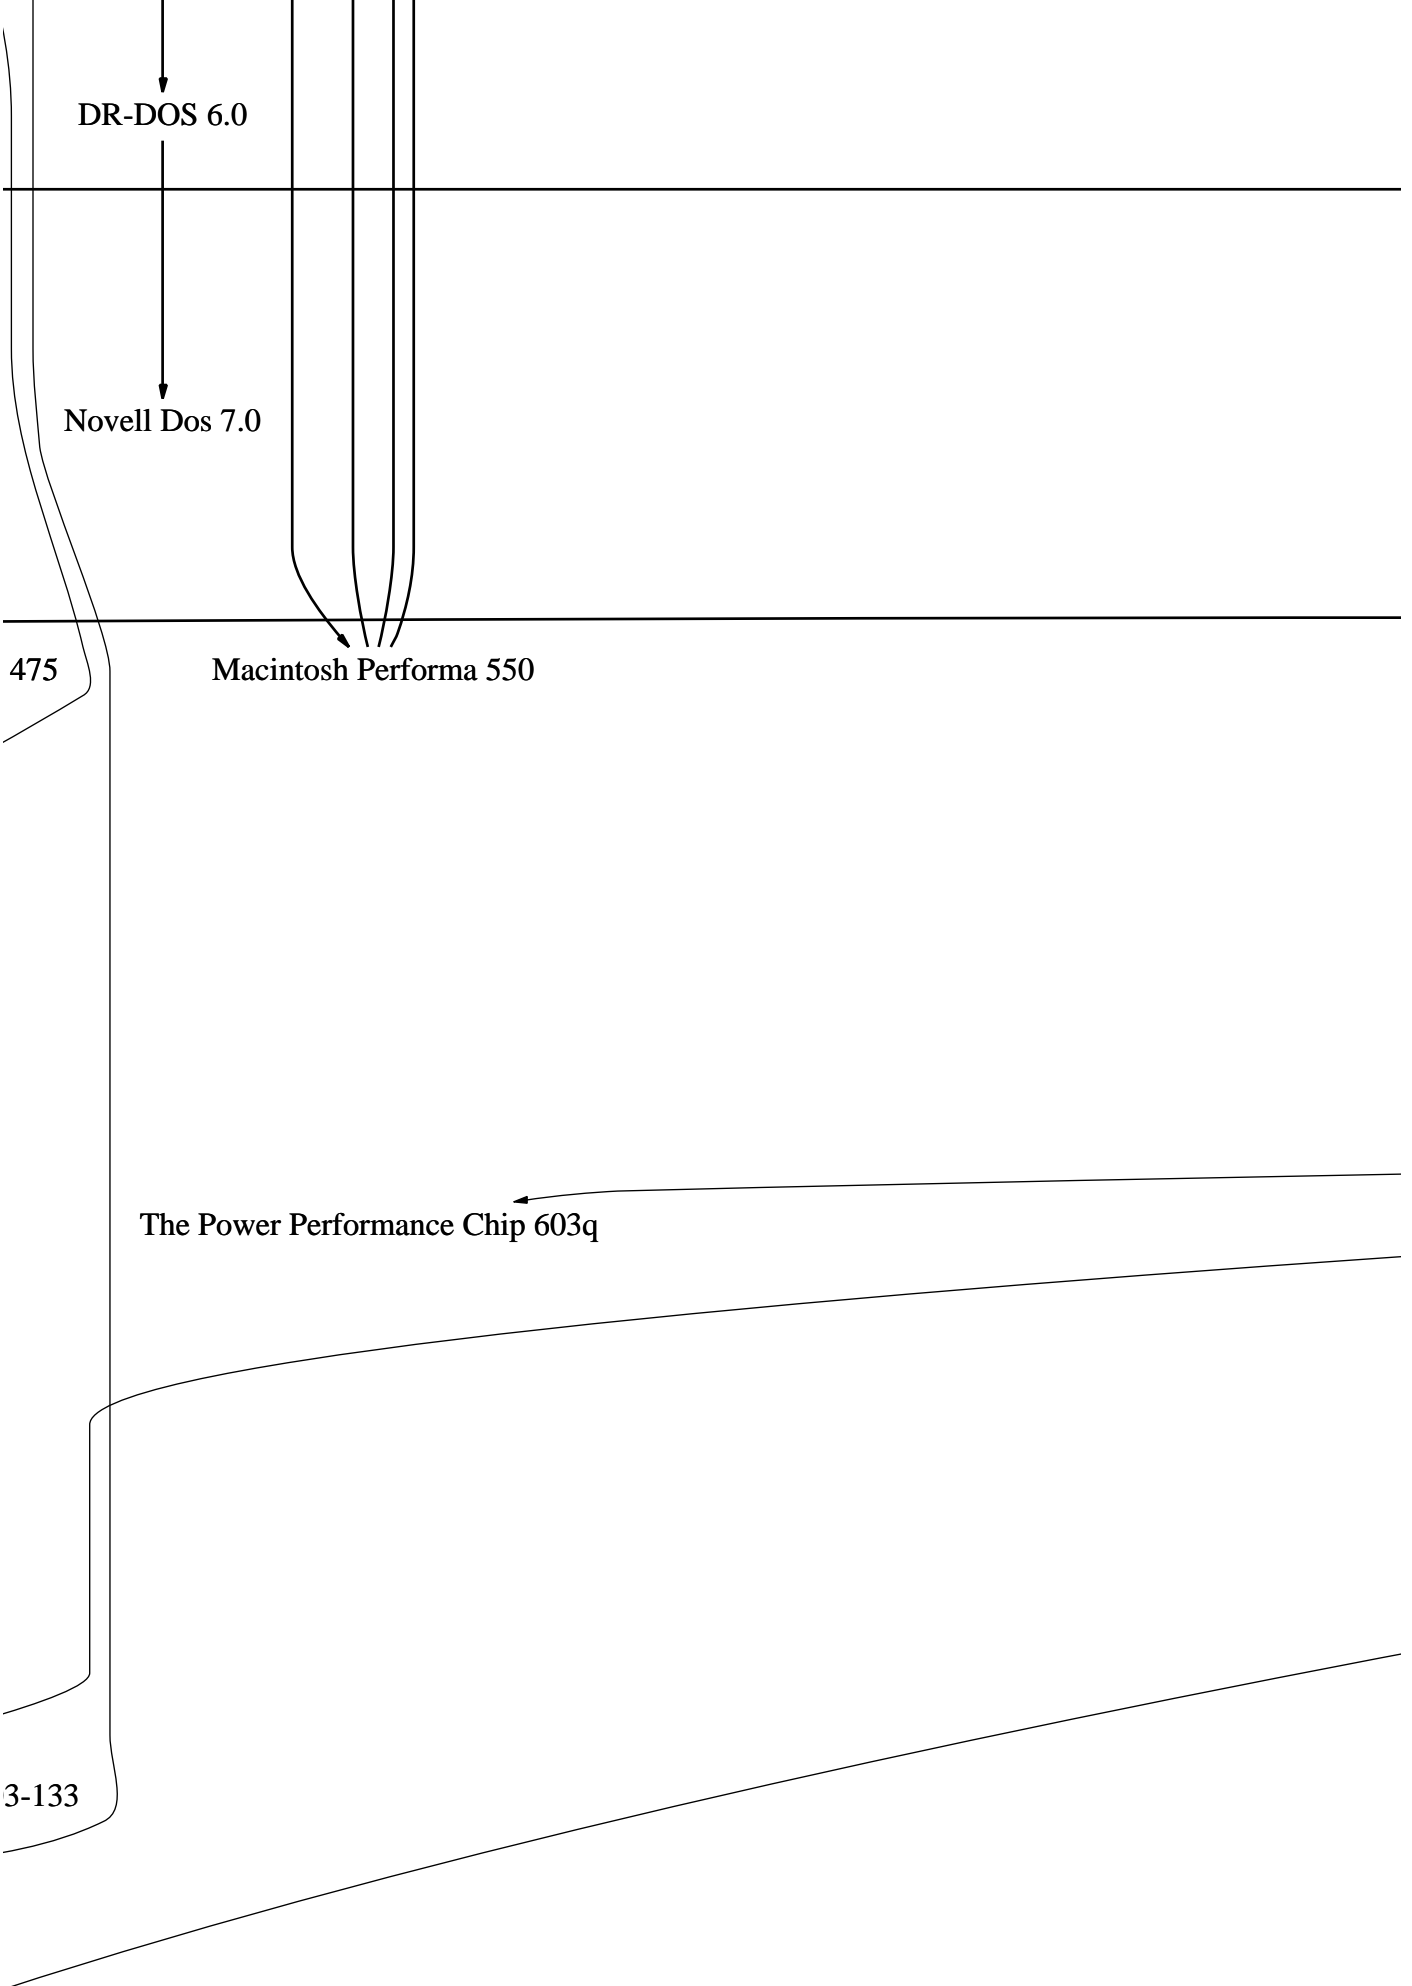 DR-DOS 6.0
Novell Dos 7.0
475
Macintosh Performa 550
The Power Performance Chip 603q
3-133